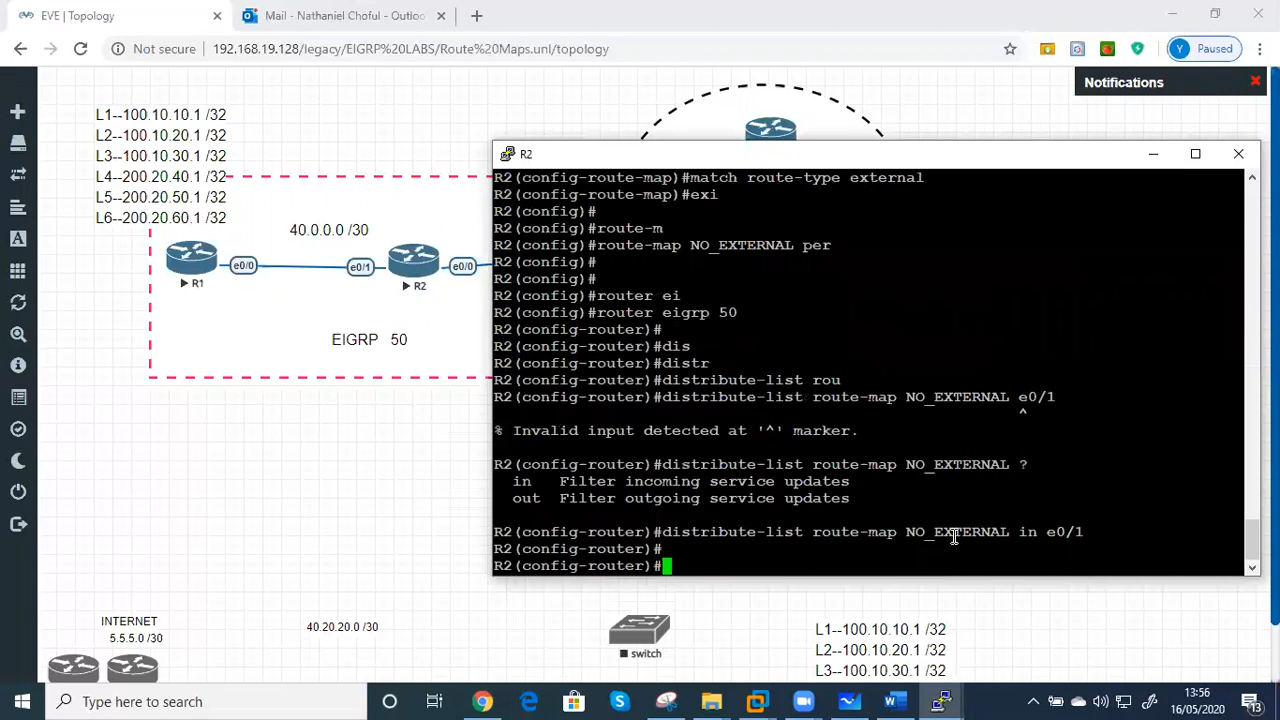 EVE | Topology
Mail - Nathaniel Choful - Outloo
Not secure
192.168.19.128/legacy/EIGRP%20LABS/Route%20Maps.unl/topology
Y
Paused
Notifications
L1--100.10.10.1 /32
L2--100.10.20.1 /32
L3--100.10.30.1 /32
L4--200.20.40.1 /32
L5--200.20.50.1 /32
L6--200.20.60.1 /32
40.0.0.0 /30
e0/0
e0/1
e0/0
R1
R2
EIGRP 50
R2
R2(config-route-map)#match route-type external
R2(config-route-map)#exi
R2(config)#
R2(config)#route-m
R2(config)#route-map NO_EXTERNAL per
R2(config)#
R2(config)#
R2(config)#router ei
R2(config)#router eigrp 50
R2(config-router)#
R2(config-router)#dis
R2(config-router)#distr
R2(config-router)#distribute-list rou
R2(config-router)#distribute-list route-map NO_EXTERNAL e0/1
^
% Invalid input detected at '^' marker.
R2(config-router)#distribute-list route-map NO_EXTERNAL ?
in Filter incoming service updates
out Filter outgoing service updates
R2(config-router)#distribute-list route-map NO_EXTERNAL in e0/1
R2(config-router)#
R2(config-router)#
INTERNET
5.5.5.0 /30
40.20.20.0 /30
switch
L1--100.10.10.1 /32
L2--100.10.20.1 /32
L3--100.10.30.1 /32
Type here to search
13:56
16/05/2020
13